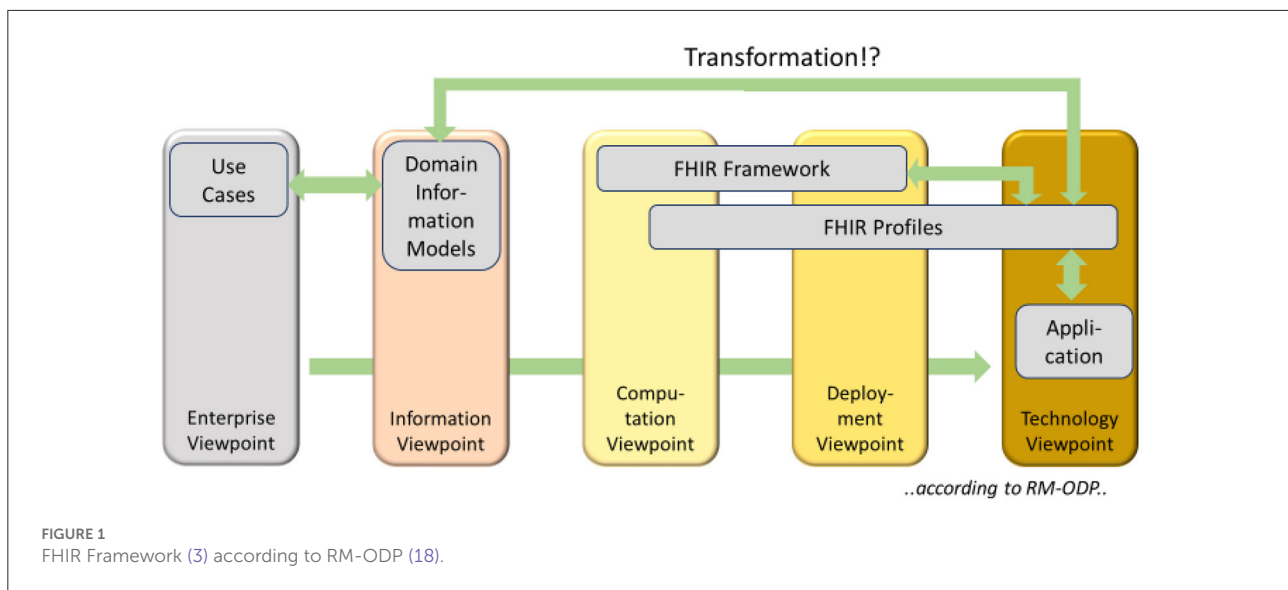 Transformation!?
Use
Cases
Domain
Infor-
mation
Models
FHIR Framework
FHIR Profiles
Appli-
cation
Enterprise
Viewpoint
Information
Viewpoint
Compu-
tation
Viewpoint
Deploy-
ment
Viewpoint
Technology
Viewpoint
..according to RM-ODP..
FIGURE 1
FHIR Framework (3) according to RM-ODP (18).